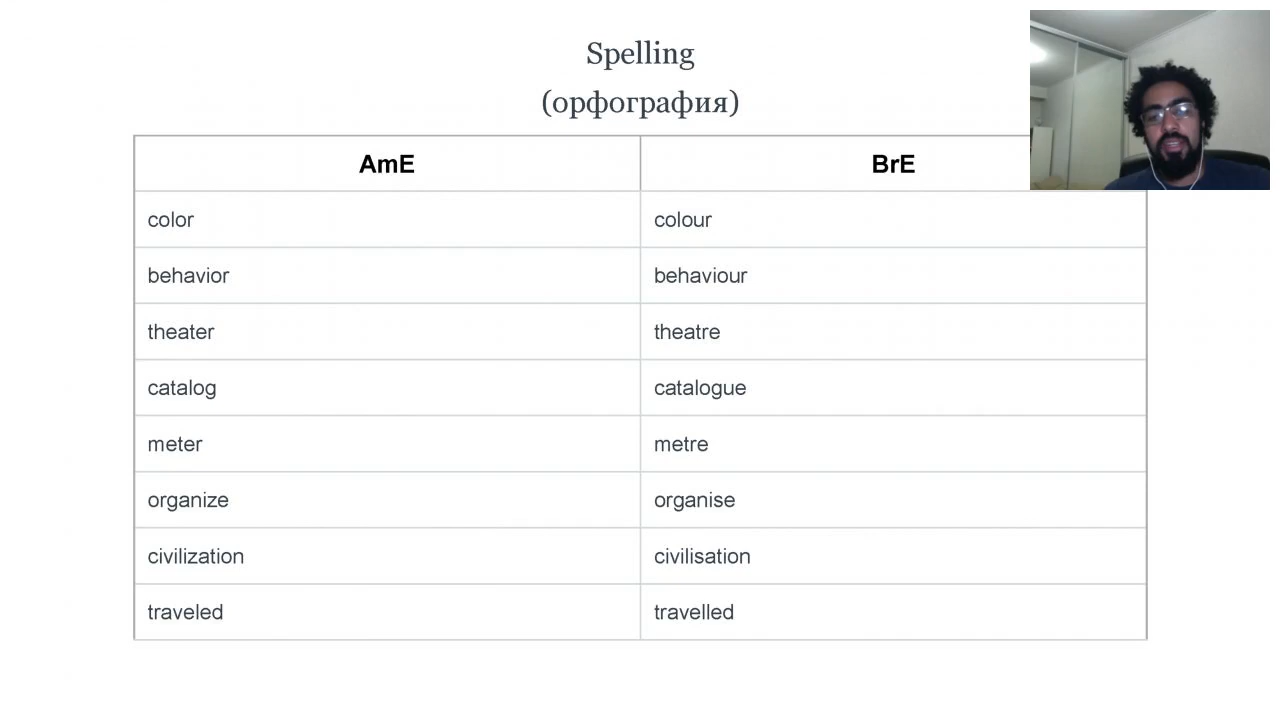 Spelling
(орфография)
AmE BrE
color colour
behavior behaviour
theater theatre
catalog catalogue
meter metre
organize organise
civilization civilisation
traveled travelled